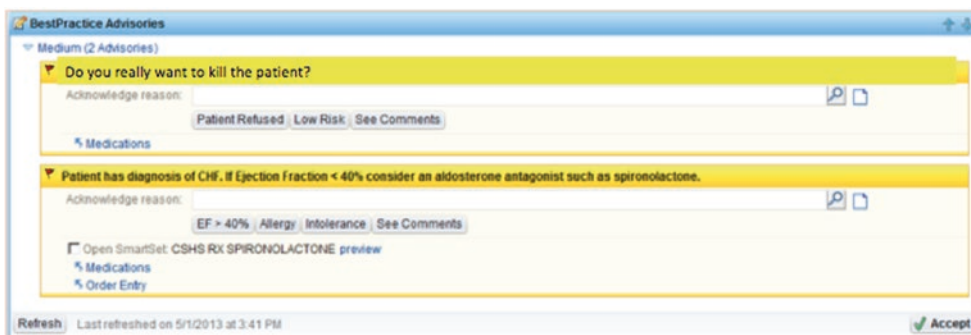 BestPractice Advisories
Medium (2 Advisories)
Do you really want to kill the patient?
Acknowledge reason:
Patient Refused Low Risk See Comments
Medications
Patient has diagnosis of CHF. If Ejection Fraction < 40% consider an aldosterone antagonist such as spironolactone.
Acknowledge reason:
EF > 40% Allergy Intolerance See Comments
Open SmartSet: CSHS RX SPIRONOLACTONE preview
Medications
Order Entry
Refresh Last refreshed on 5/1/2013 at 3:41 PM Accept